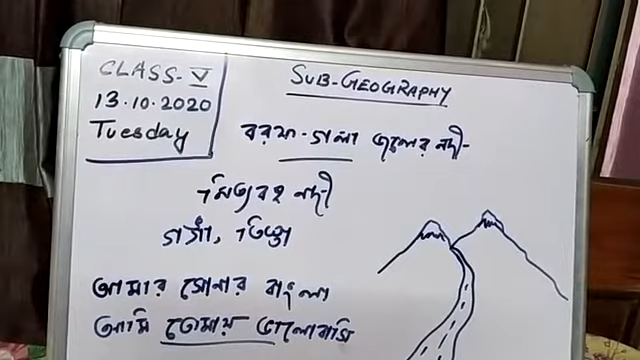 CLASS-V
13.10.2020
Tuesday
SUB-GEOGRAPHY
বরফ-গলা জলের নদী-
নিত্যবহ নদী
গঙ্গা, তিস্তা
আমার সোনার বাংলা
আমি তোমায় ভালোবাসি